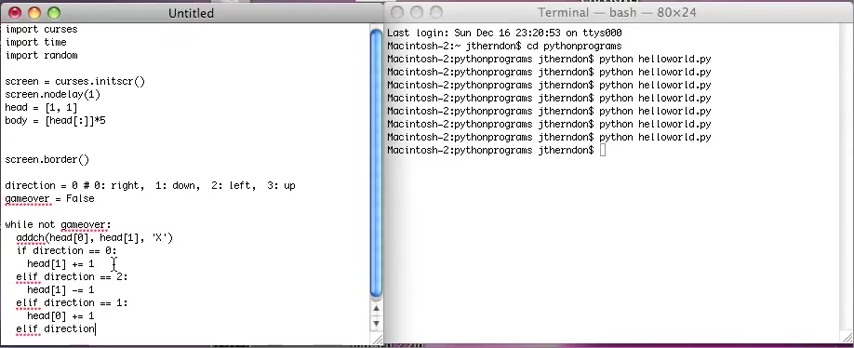 Untitled
import curses
import time
import random
screen = curses.initscr()
screen.nodelay(1)
head = [1, 1]
body = [head[:]]*5
screen.border()
direction = 0 # 0: right, 1: down, 2: left, 3: up
gameover = False
while not gameover:
addch(head[0], head[1], 'X')
if direction == 0:
head[1] += 1
elif direction == 2:
head[1] -= 1
elif direction == 1:
head[0] += 1
elif direction
Terminal — bash — 80×24
Last login: Sun Dec 16 23:20:53 on ttys000
Macintosh-2:~ jtherndon$ cd pythonprograms
Macintosh-2:pythonprograms jtherndon$ python helloworld.py
Macintosh-2:pythonprograms jtherndon$ python helloworld.py
Macintosh-2:pythonprograms jtherndon$ python helloworld.py
Macintosh-2:pythonprograms jtherndon$ python helloworld.py
Macintosh-2:pythonprograms jtherndon$ python helloworld.py
Macintosh-2:pythonprograms jtherndon$ python helloworld.py
Macintosh-2:pythonprograms jtherndon$ python helloworld.py
Macintosh-2:pythonprograms jtherndon$